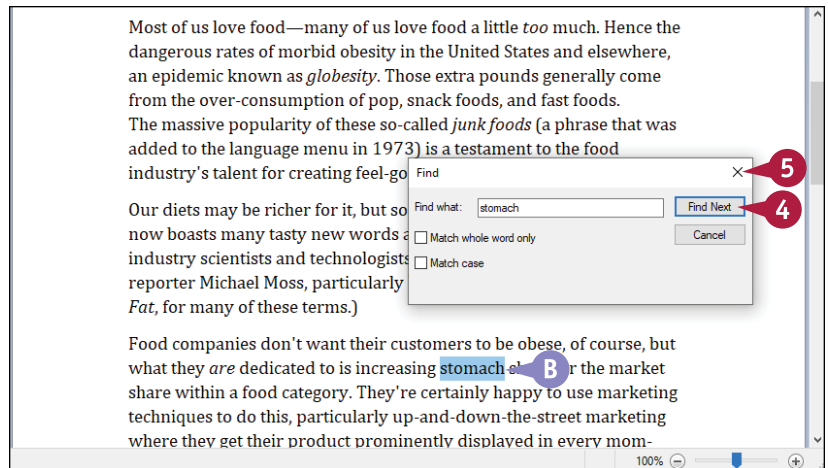 Most of us love food—many of us love food a little too much. Hence the
dangerous rates of morbid obesity in the United States and elsewhere,
an epidemic known as globesity. Those extra pounds generally come
from the over-consumption of pop, snack foods, and fast foods.
The massive popularity of these so-called junk foods (a phrase that was
added to the language menu in 1973) is a testament to the food
industry's talent for creating feel-go
Find
5
Find what:
stomach
Find Next
4
Match whole word only
Cancel
Match case
Our diets may be richer for it, but so
now boasts many tasty new words a
industry scientists and technologists
reporter Michael Moss, particularly
Fat, for many of these terms.)
Food companies don't want their customers to be obese, of course, but
what they are dedicated to is increasing stomach B r the market
share within a food category. They're certainly happy to use marketing
techniques to do this, particularly up-and-down-the-street marketing
where they get their product prominently displayed in every mom-
100%